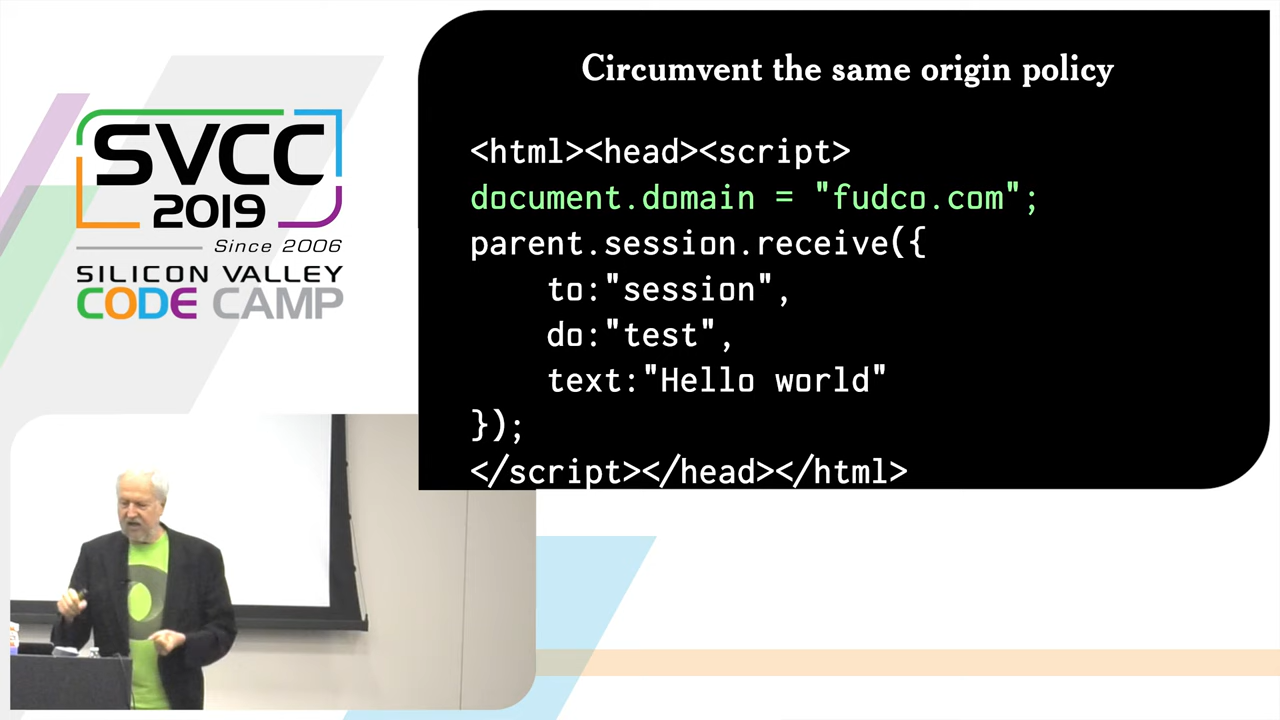 SVCC
2019
Since 2006
SILICON VALLEY
CODE CAMP
Circumvent the same origin policy
<html><head><script>
document.domain = "fudco.com";
parent.session.receive({
    to:"session",
    do:"test",
    text:"Hello world"
});
</script></head></html>